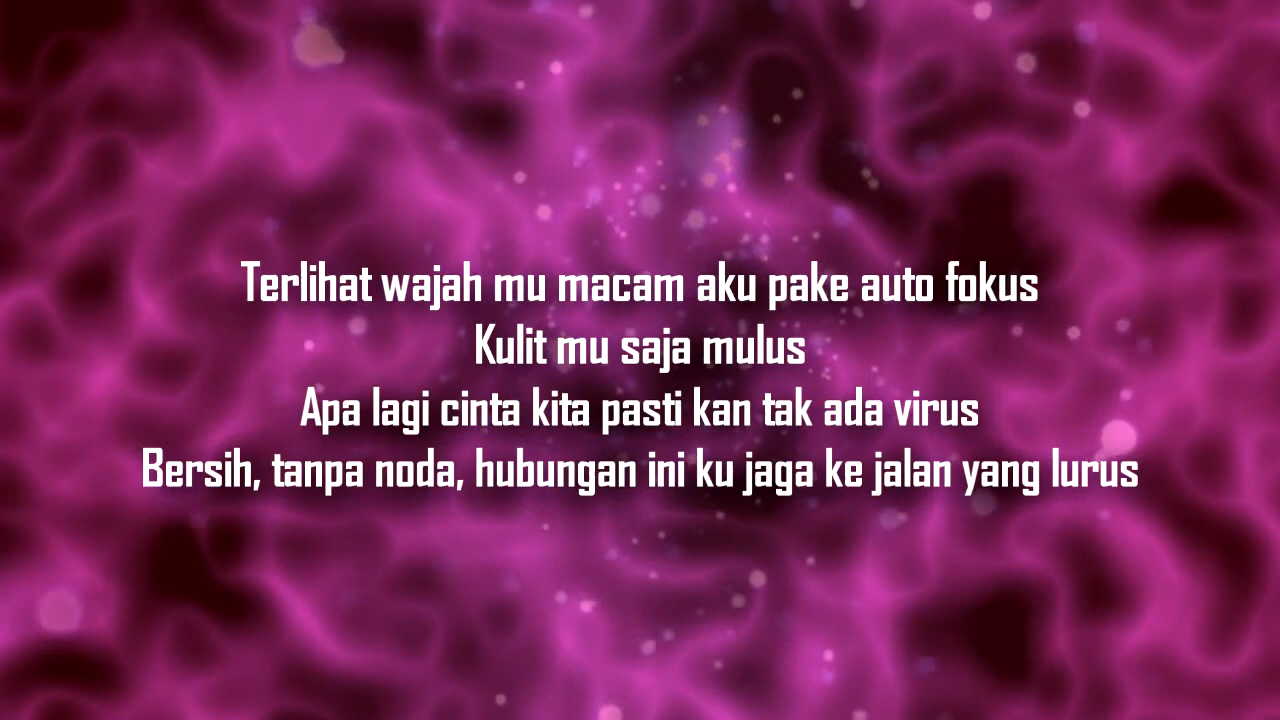 Terlihat wajah mu macam aku pake auto fokus
Kulit mu saja mulus
Apa lagi cinta kita pasti kan tak ada virus
Bersih, tanpa noda, hubungan ini ku jaga ke jalan yang lurus